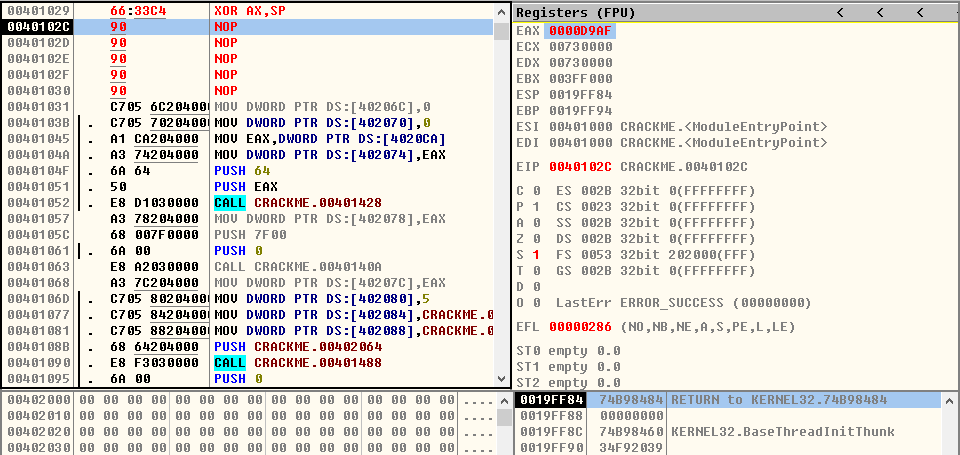 00401029 66:33C4 XOR AX,SP
0040102C 90 NOP
0040102D 90 NOP
0040102E 90 NOP
0040102F 90 NOP
00401030 90 NOP
00401031 C705 6C204000 MOV DWORD PTR DS:[40206C],0
0040103B . C705 70204000 MOV DWORD PTR DS:[402070],0
00401045 . A1 CA204000 MOV EAX,DWORD PTR DS:[4020CA]
0040104A . A3 74204000 MOV DWORD PTR DS:[402074],EAX
0040104F . 6A 64 PUSH 64
00401051 . 50 PUSH EAX
00401052 . E8 D1030000 CALL CRACKME.00401428
00401057 A3 78204000 MOV DWORD PTR DS:[402078],EAX
0040105C 68 007F0000 PUSH 7F00
00401061 . 6A 00 PUSH 0
00401063 E8 A2030000 CALL CRACKME.0040140A
00401068 A3 7C204000 MOV DWORD PTR DS:[40207C],EAX
0040106D . C705 80204000 MOV DWORD PTR DS:[402080],5
00401077 . C705 84204000 MOV DWORD PTR DS:[402084],CRACKME.0
00401081 . C705 88204000 MOV DWORD PTR DS:[402088],CRACKME.0
0040108B . 68 64204000 PUSH CRACKME.00402064
00401090 . E8 F3030000 CALL CRACKME.00401488
00401095 . 6A 00 PUSH 0
Registers (FPU) < < <
EAX 0000D9AF
ECX 00730000
EDX 00730000
EBX 003FF000
ESP 0019FF84
EBP 0019FF94
ESI 00401000 CRACKME.<ModuleEntryPoint>
EDI 00401000 CRACKME.<ModuleEntryPoint>
EIP 0040102C CRACKME.0040102C
C 0 ES 002B 32bit 0(FFFFFFFF)
P 1 CS 0023 32bit 0(FFFFFFFF)
A 0 SS 002B 32bit 0(FFFFFFFF)
Z 0 DS 002B 32bit 0(FFFFFFFF)
S 1 FS 0053 32bit 202000(FFF)
T 0 GS 002B 32bit 0(FFFFFFFF)
D 0
O 0 LastErr ERROR_SUCCESS (00000000)
EFL 00000286 (NO,NB,NE,A,S,PE,L,LE)
ST0 empty 0.0
ST1 empty 0.0
ST2 empty 0.0
00402000 00 00 00 00 00 00 00 00 00 00 00 00 00 00 00 00 ....
00402010 00 00 00 00 00 00 00 00 00 00 00 00 00 00 00 00 ....
00402020 00 00 00 00 00 00 00 00 00 00 00 00 00 00 00 00 ....
00402030 00 00 00 00 00 00 00 00 00 00 00 00 00 00 00 00 ....
0019FF84 74B98484 RETURN to KERNEL32.74B98484
0019FF88 00000000
0019FF8C 74B98460 KERNEL32.BaseThreadInitThunk
0019FF90 34F92039